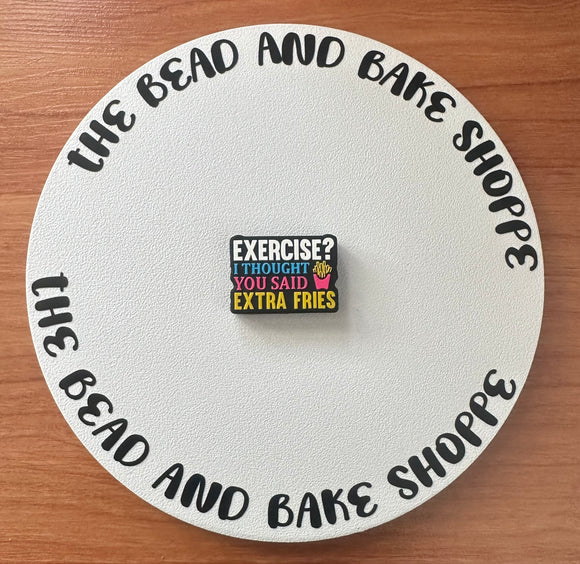 THE BEAD AND BAKE SHOPPE
EXERCISE?
I THOUGHT
YOU SAID
EXTRA FRIES
THE BEAD AND BAKE SHOPPE